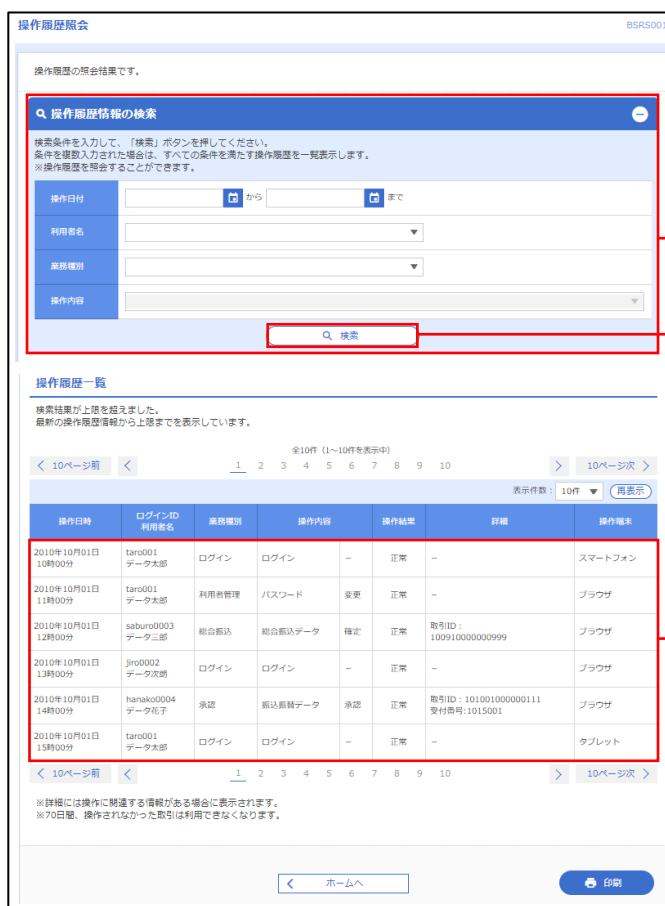 操作履歴照会
BSRS001
操作履歴の照会結果です。
操作履歴情報の検索
検索条件を入力して、「検索」ボタンを押してください。
条件を複数入力された場合は、すべての条件を満たす操作履歴を一覧表示します。
※操作履歴を照会することができます。
操作日付 から まで
利用者名
業務種別
操作内容
検索
操作履歴一覧
検索結果が上限を超えました。
最新の操作履歴情報から上限までを表示しています。
全10件（1～10件を表示中）
10ページ前 1 2 3 4 5 6 7 8 9 10 10ページ次
表示件数： 10件 再表示
操作日時 ログインID 利用者名 業務種別 操作内容 操作結果 詳細 操作端末
2010年10月01日 10時00分 taro001 データ太郎 ログイン ログイン － 正常 － スマートフォン
2010年10月01日 11時00分 taro001 データ太郎 利用者管理 パスワード 変更 正常 － ブラウザ
2010年10月01日 12時00分 saburo0003 データ三郎 総合振込 総合振込データ 確定 正常 取引ID： 100910000000999 ブラウザ
2010年10月01日 13時00分 jiro0002 データ次朗 ログイン ログイン － 正常 － ブラウザ
2010年10月01日 14時00分 hanako0004 データ花子 承認 振込振替データ 承認 正常 取引ID：101001000000111 受付番号:1015001 ブラウザ
2010年10月01日 15時00分 taro001 データ太郎 ログイン ログイン － 正常 － タブレット
10ページ前 1 2 3 4 5 6 7 8 9 10 10ページ次
※詳細には操作に関連する情報がある場合に表示されます。
※70日間、操作されなかった取引は利用できなくなります。
ホームへ
印刷